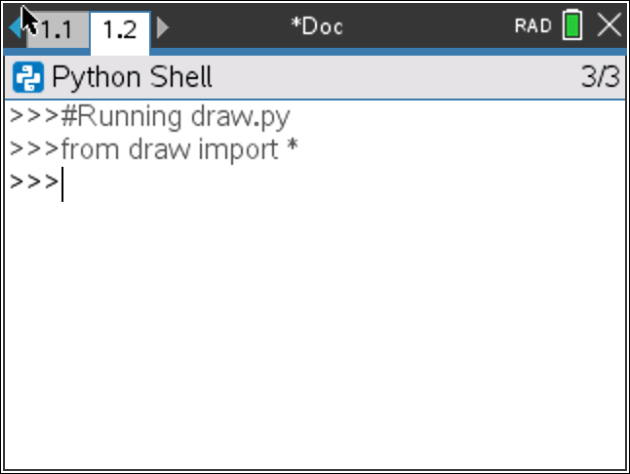 1.1 1.2 *Doc RAD
Python Shell 3/3
>>>#Running draw.py
>>>from draw import *
>>>